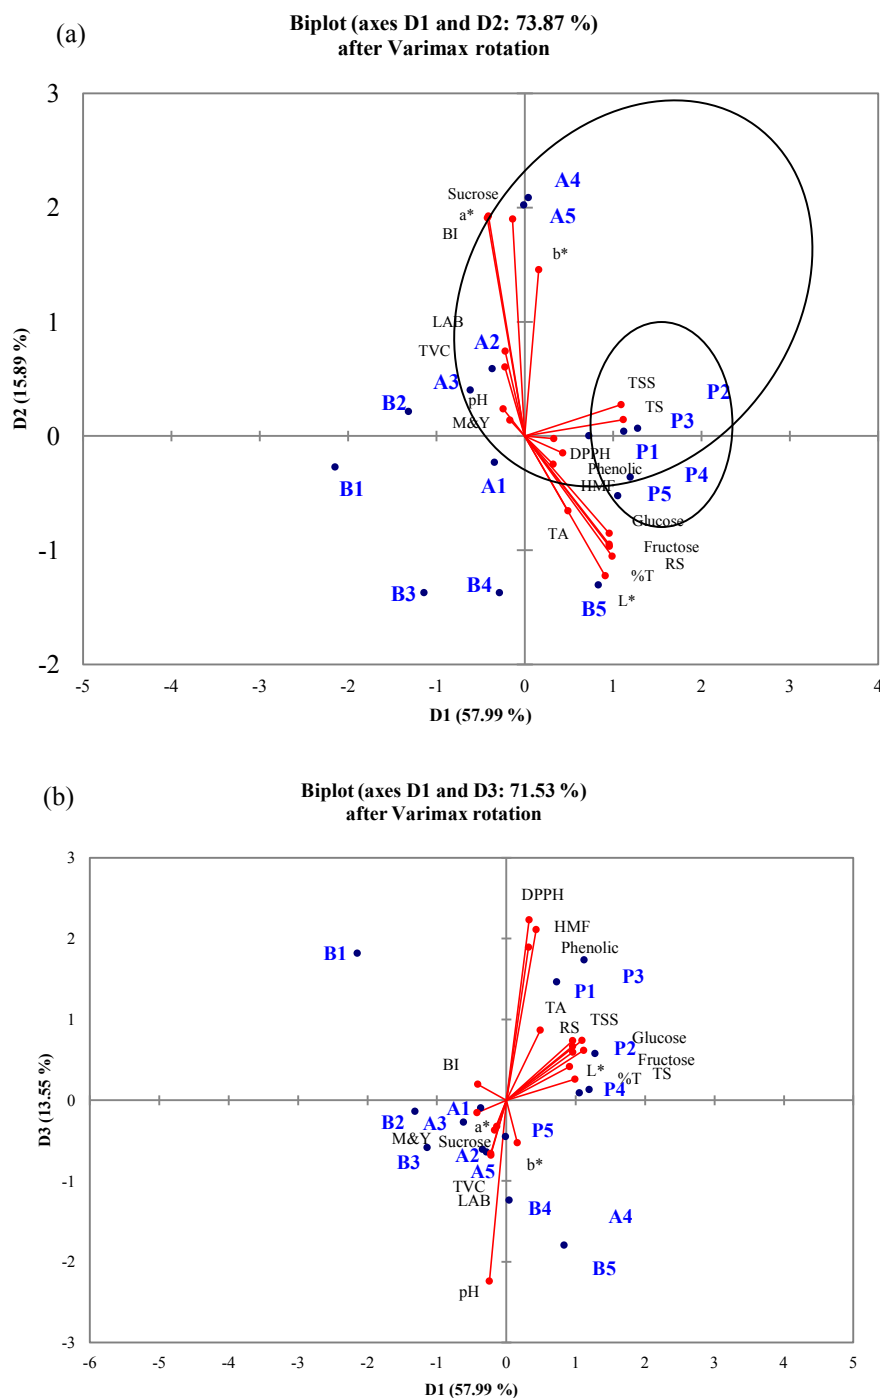 (a)
Biplot (axes D1 and D2: 73.87 %)
after Varimax rotation
3
2
1
0
-1
-2
D2 (15.89 %)
A4
Sucrose
a*
A5
BI
b*
LAB
A2
TVC
A3
TSS
P2
B2
pH
TS
P3
M&Y
DPPH
P1
Phenolic
P4
B1
A1
HMF
P5
Glucose
TA
Fructose
RS
%T
B3
B4
B5
L*
-5 -4 -3 -2 -1 0 1 2 3 4
D1 (57.99 %)
(b)
Biplot (axes D1 and D3: 71.53 %)
after Varimax rotation
3
2
1
0
-1
-2
-3
D3 (13.55 %)
DPPH
HMF
B1
Phenolic
P3
P1
TA
TSS
RS
Glucose
P2
BI
Fructose
L*
%T
TS
P4
A1
B2
A3
a*
P5
M&Y
Sucrose
B3
A2
A5
b*
TVC
LAB
B4
A4
B5
pH
-6 -5 -4 -3 -2 -1 0 1 2 3 4 5
D1 (57.99 %)